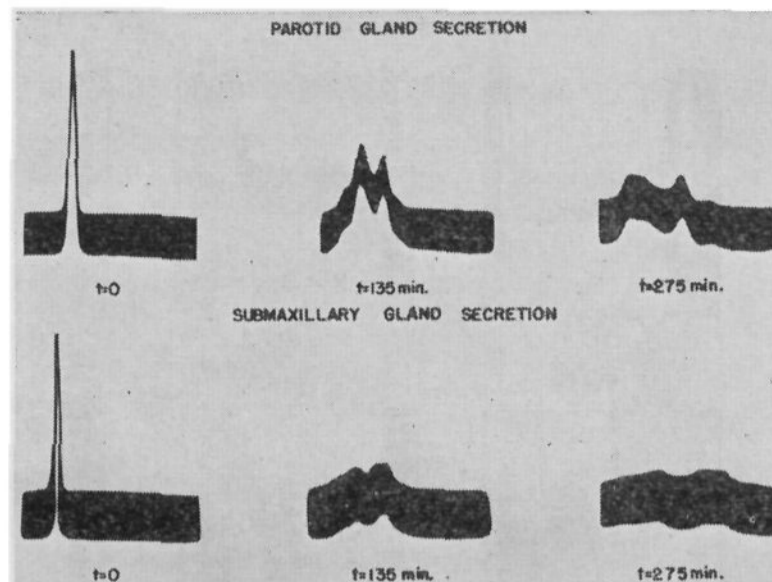 PAROTID GLAND SECRETION
t=0 t=135 min. t=275 min.
SUBMAXILLARY GLAND SECRETION
t=0 t=135 min. t=275 min.